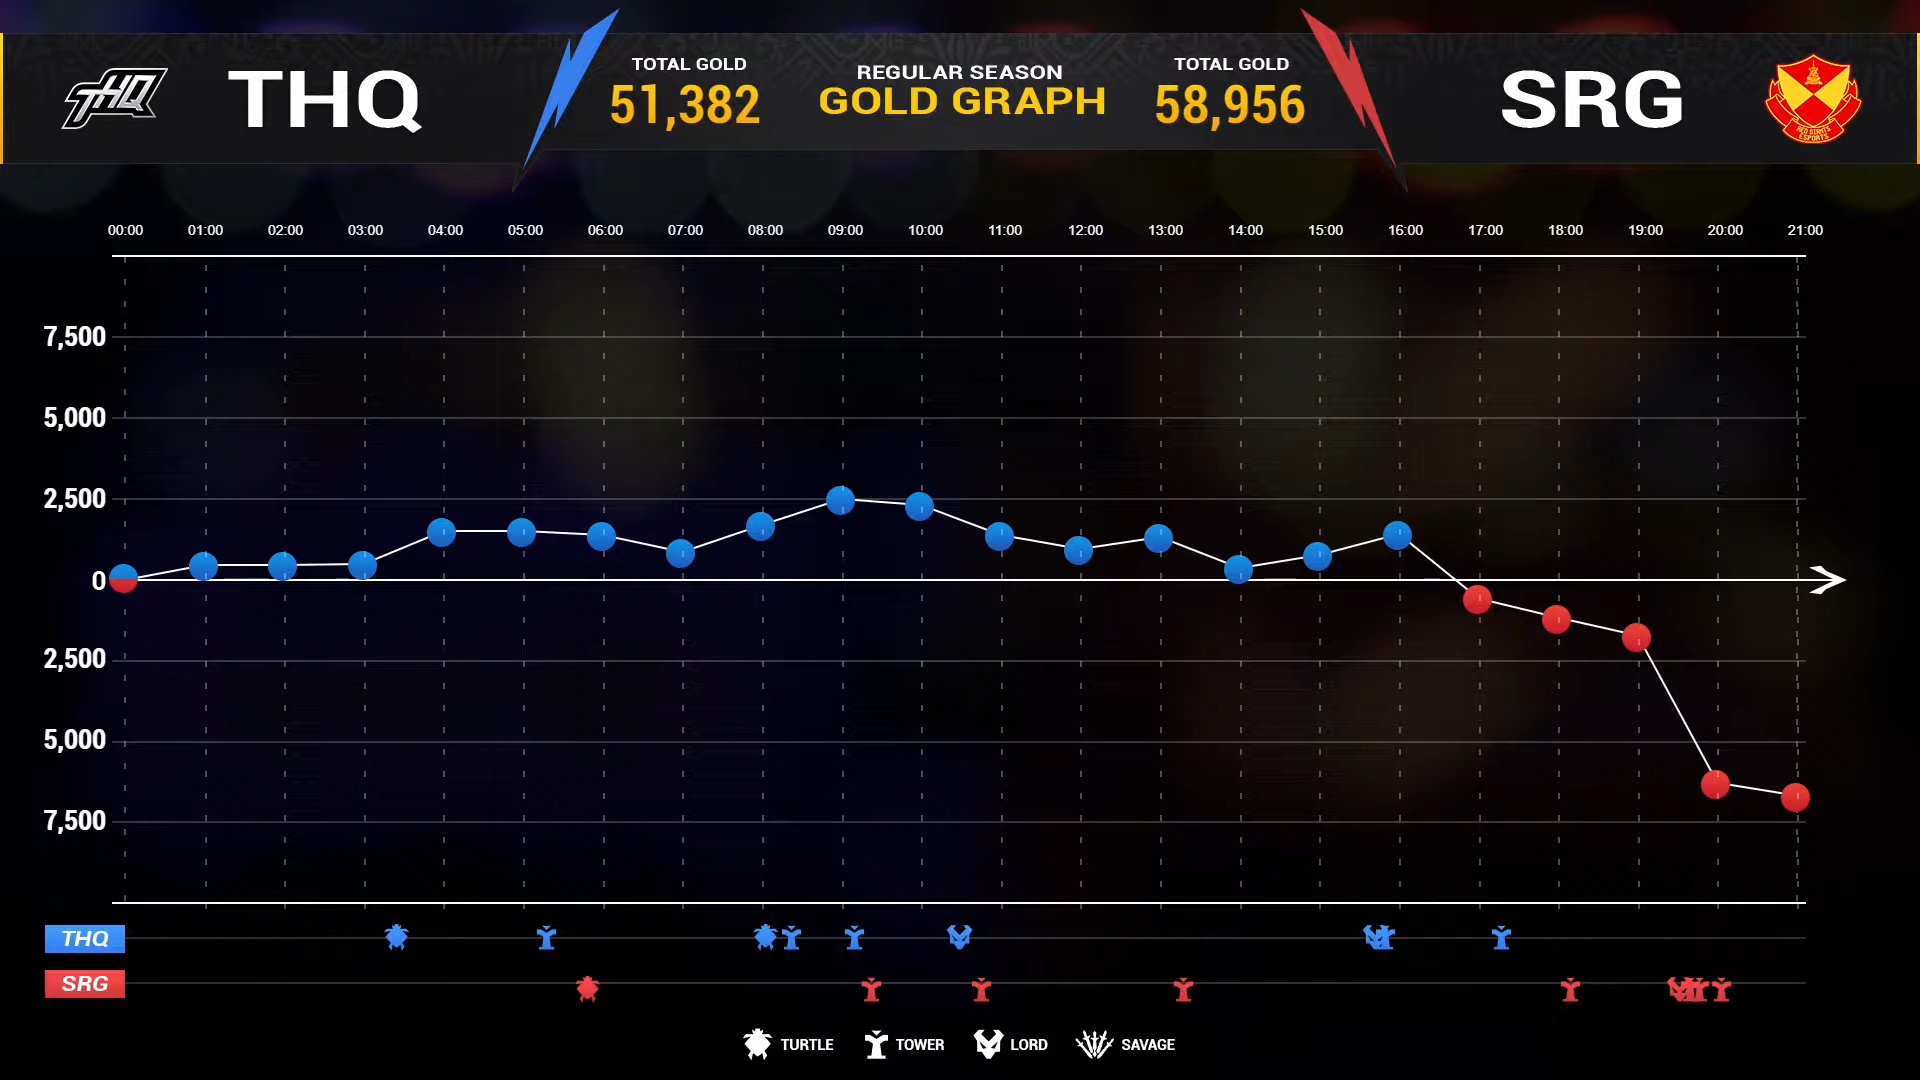 THQ
THQ
TOTAL GOLD
51,382
REGULAR SEASON
GOLD GRAPH
TOTAL GOLD
58,956
SRG
RED GIANTS
ESPORTS
00:00 01:00 02:00 03:00 04:00 05:00 06:00 07:00 08:00 09:00 10:00 11:00 12:00 13:00 14:00 15:00 16:00 17:00 18:00 19:00 20:00 21:00
7,500
5,000
2,500
0
2,500
5,000
7,500
THQ
SRG
TURTLE TOWER LORD SAVAGE